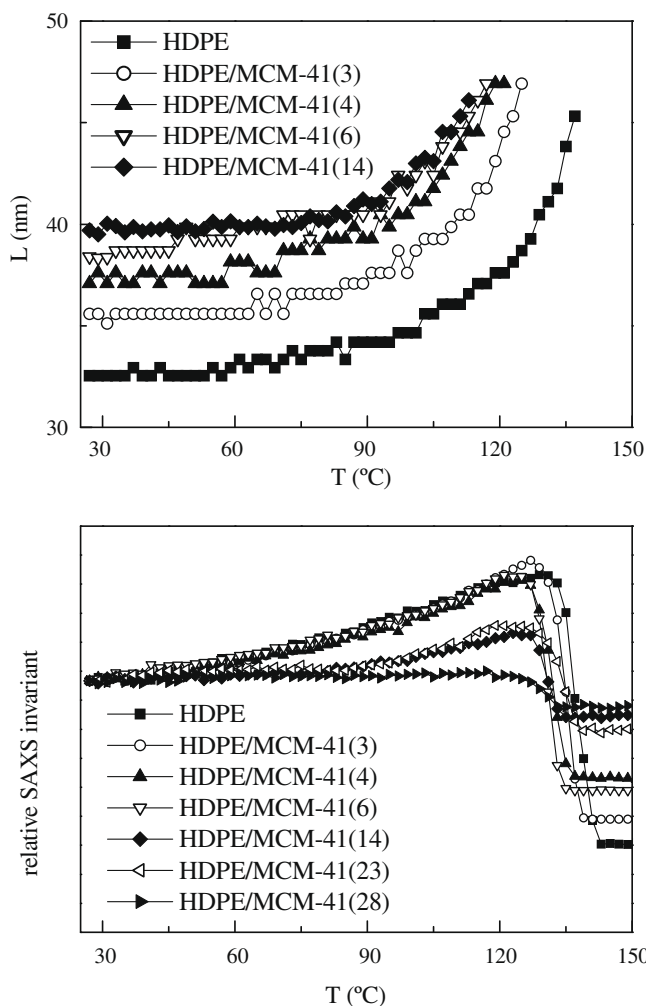 50
HDPE
HDPE/MCM-41(3)
HDPE/MCM-41(4)
HDPE/MCM-41(6)
HDPE/MCM-41(14)
L (nm)
40
30
30
60
90
120
150
T (ºC)
relative SAXS invariant
HDPE
HDPE/MCM-41(3)
HDPE/MCM-41(4)
HDPE/MCM-41(6)
HDPE/MCM-41(14)
HDPE/MCM-41(23)
HDPE/MCM-41(28)
30
60
90
120
150
T (ºC)